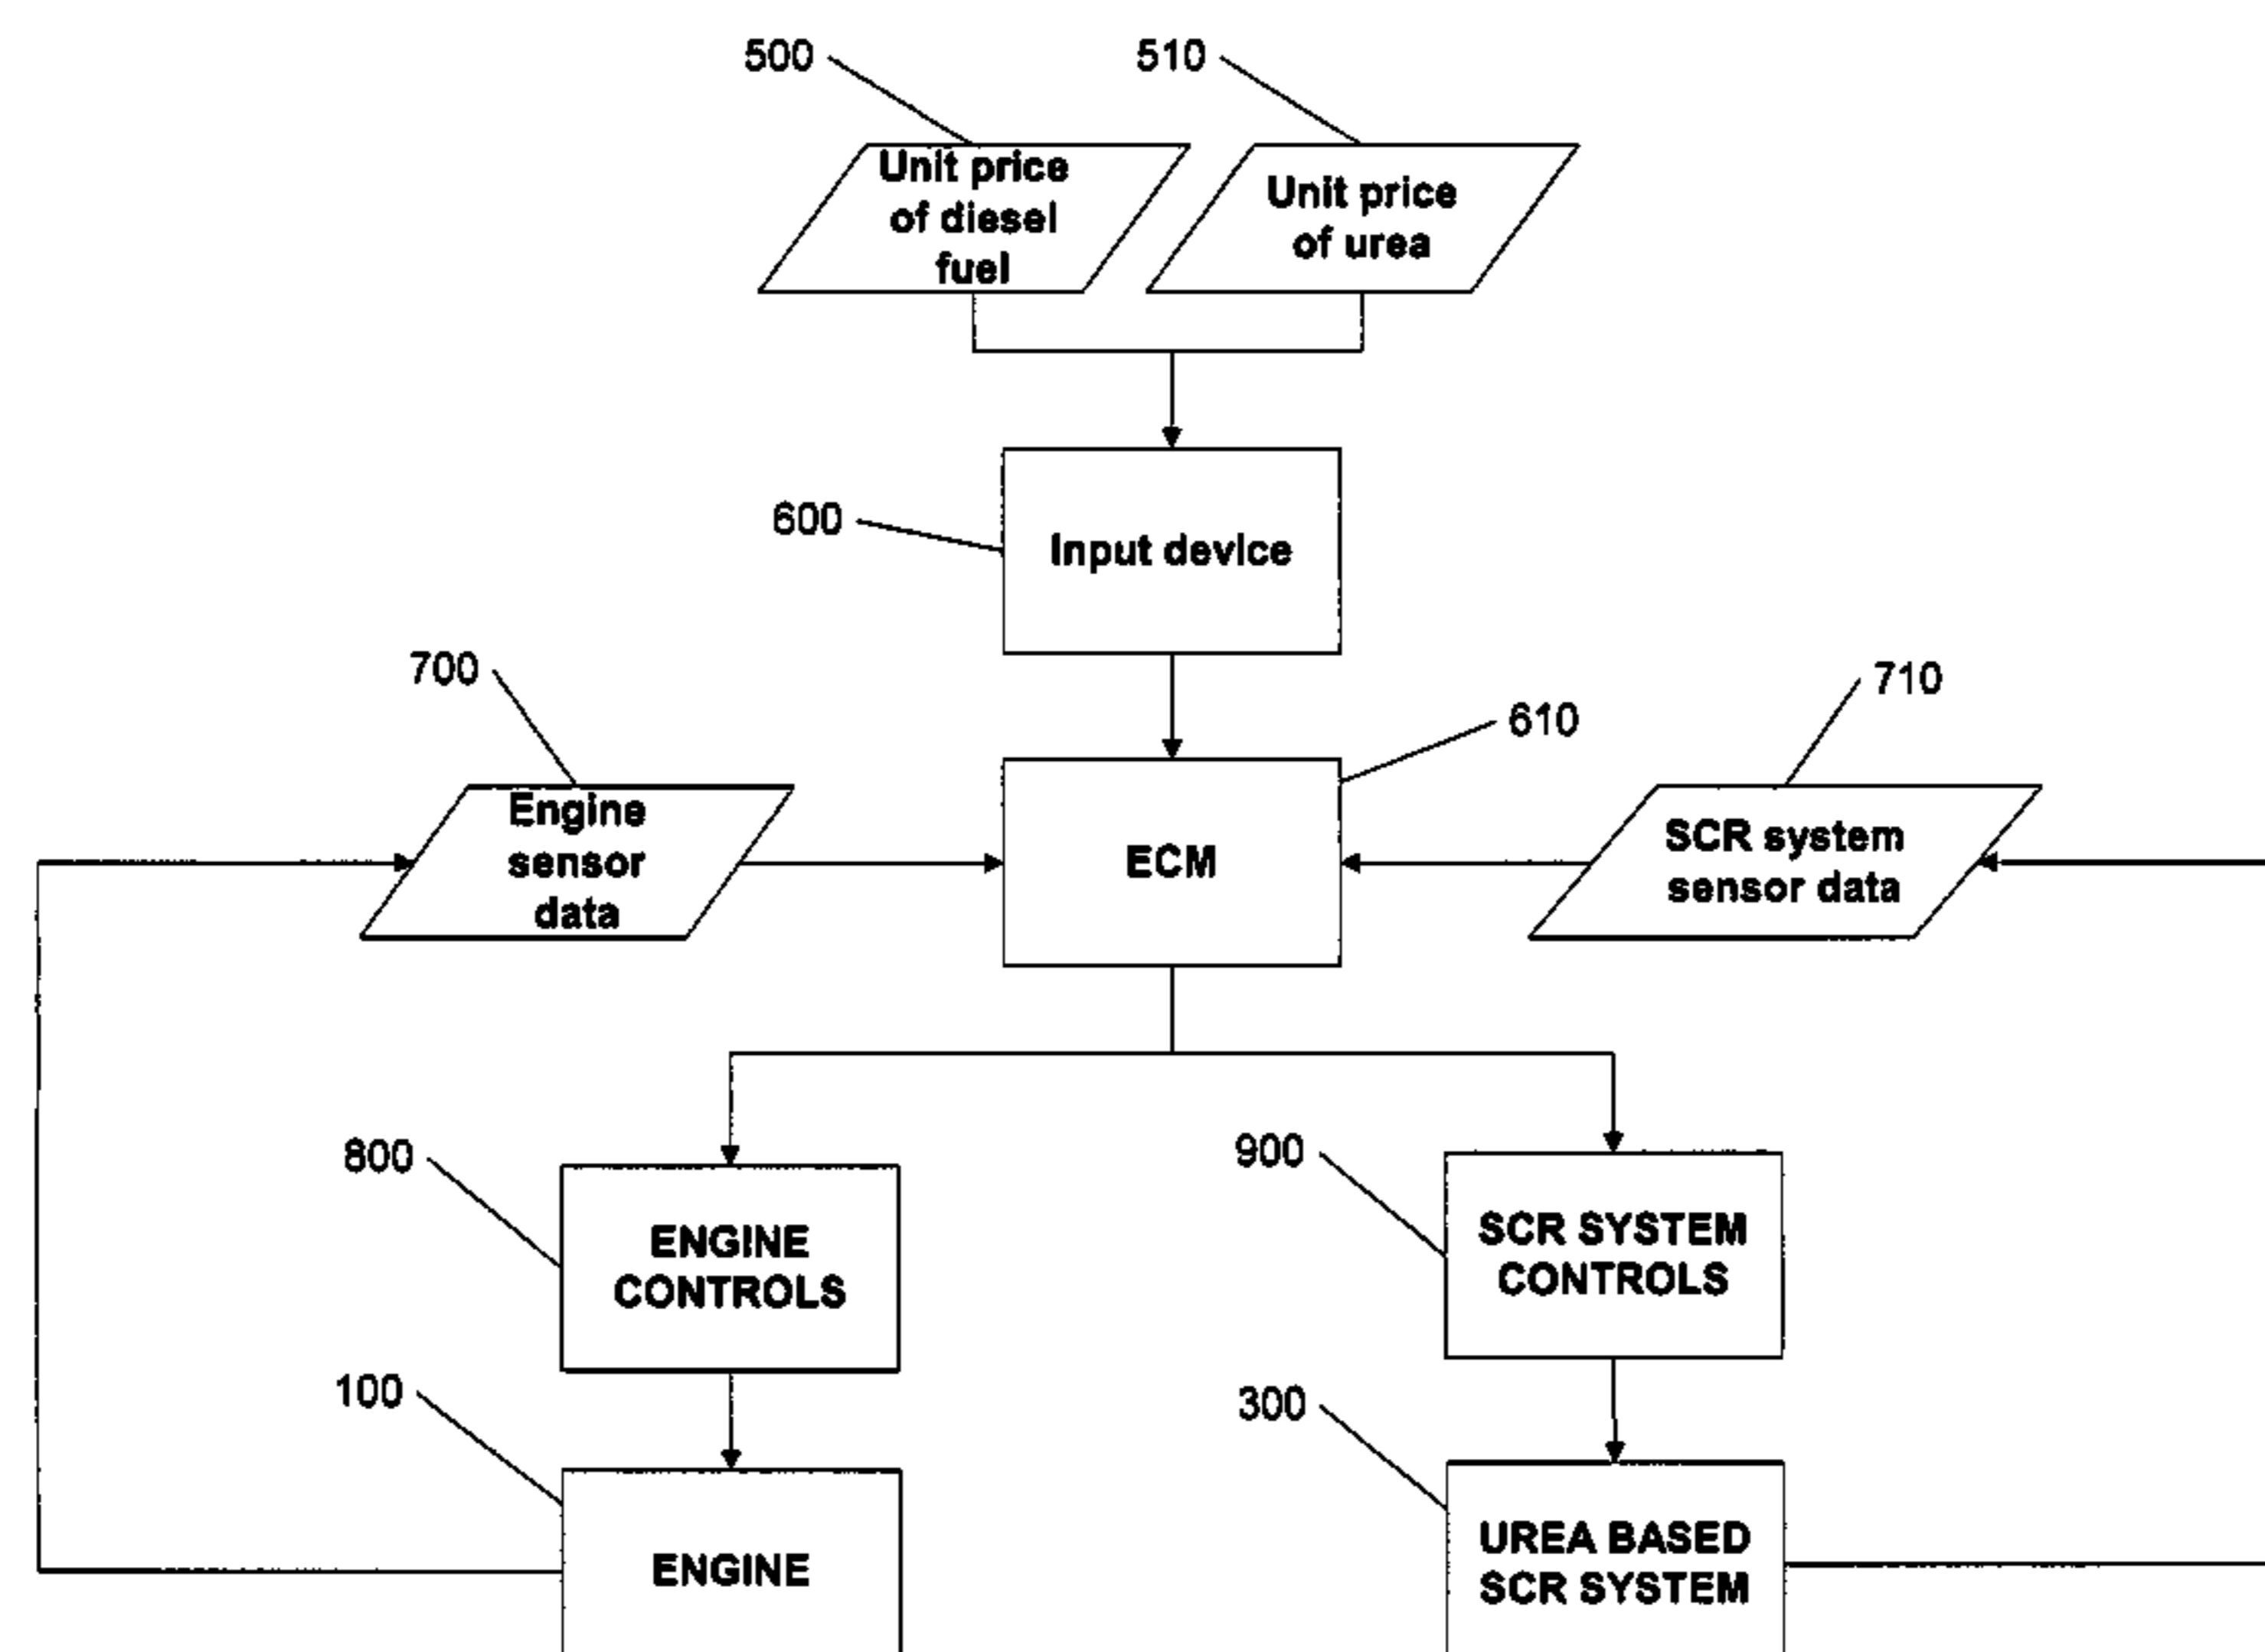 500
510
Unit price
of diesel
fuel
Unit price
of urea
600
Input device
700
710
610
Engine
sensor
data
ECM
SCR system
sensor data
800
900
ENGINE
CONTROLS
SCR SYSTEM
CONTROLS
100
300
ENGINE
UREA BASED
SCR SYSTEM